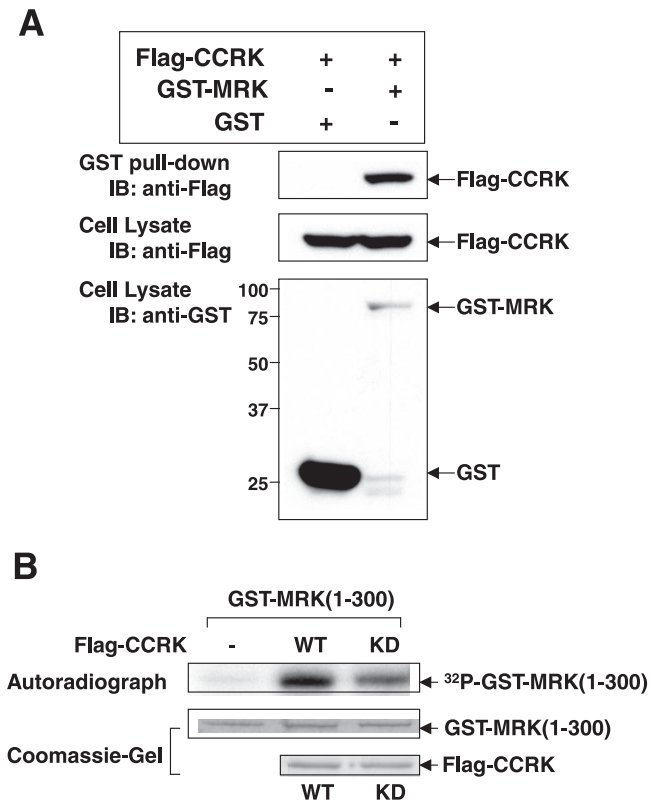 A
Flag-CCRK + +
GST-MRK - +
GST + -
GST pull-down
IB: anti-Flag
Flag-CCRK
Cell Lysate
IB: anti-Flag
Flag-CCRK
Cell Lysate
IB: anti-GST
100
75
50
37
25
GST-MRK
GST
B
GST-MRK(1-300)
Flag-CCRK - WT KD
Autoradiograph
32P-GST-MRK(1-300)
Coomassie-Gel
GST-MRK(1-300)
Flag-CCRK
WT KD